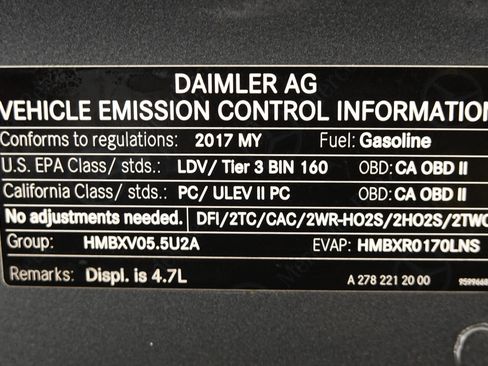 DAIMLER AG
VEHICLE EMISSION CONTROL INFORMATION
Conforms to regulations: 2017 MY Fuel: Gasoline
U.S. EPA Class/ stds.: LDV/ Tier 3 BIN 160 OBD: CA OBD II
California Class/ stds.: PC/ ULEV II PC OBD: CA OBD II
No adjustments needed. DFI/2TC/CAC/2WR-HO2S/2HO2S/2TWC
Group: HMBXV05.5U2A EVAP: HMBXR0170LNS
Remarks: Displ. is 4.7L A 278 221 20 00